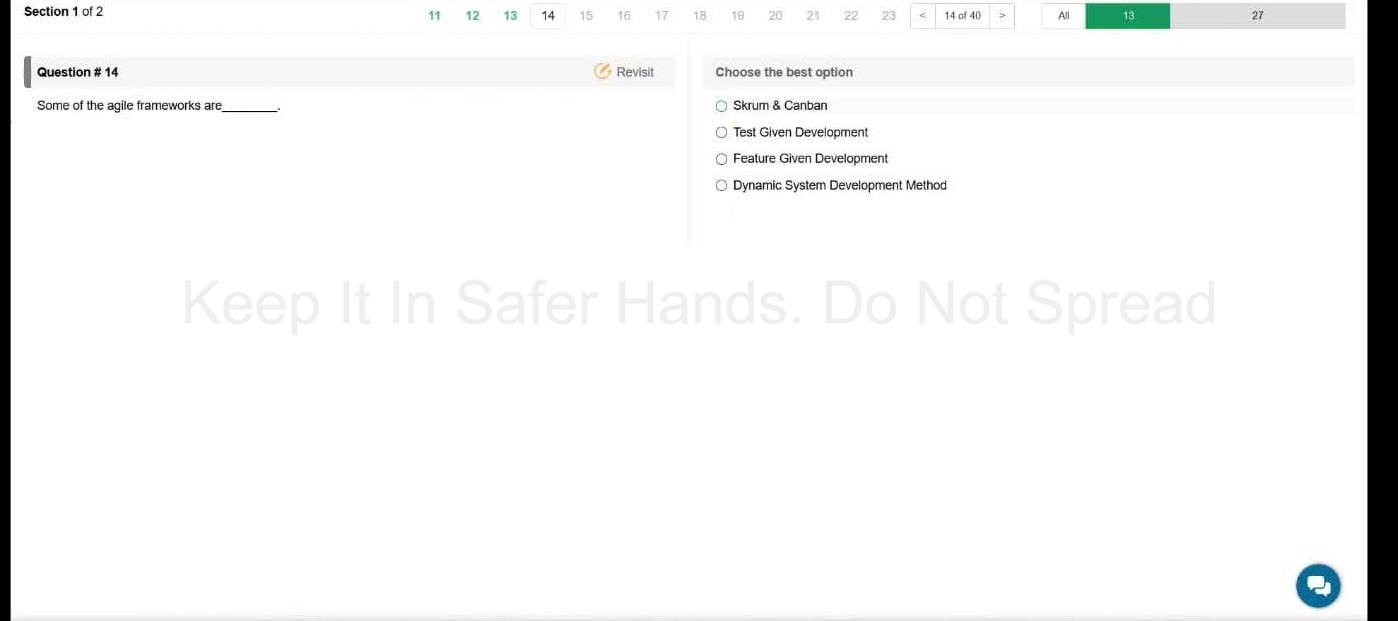 Section 1 of 2
11 12 13 14 15 16 17 18 19 20 21 22 23 < 14 of 40 > All 13 27
Question # 14
Revisit
Some of the agile frameworks are________.
Choose the best option
Skrum & Canban
Test Given Development
Feature Given Development
Dynamic System Development Method
Keep It In Safer Hands. Do Not Spread